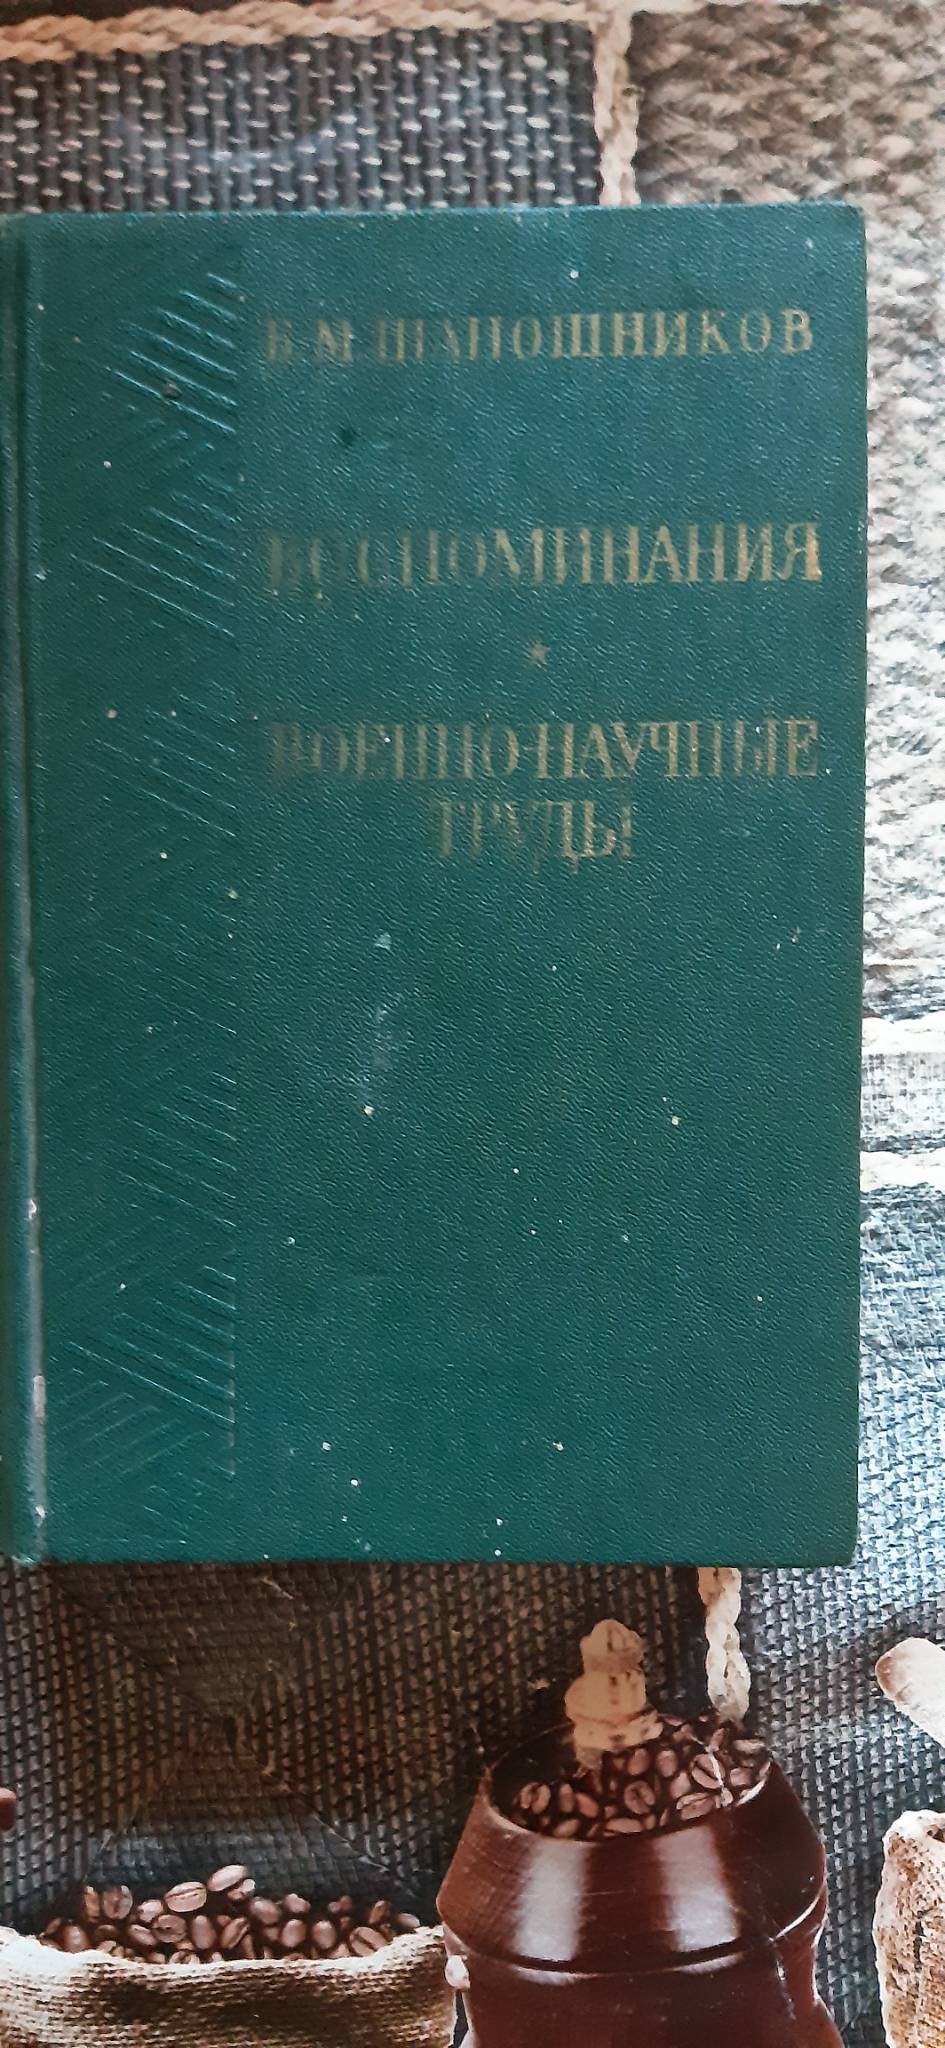 Б. М. ШАПОШНИКОВ
ВОСПОМИНАНИЯ
ВОЕННО-НАУЧНЫЕ
ТРУДЫ